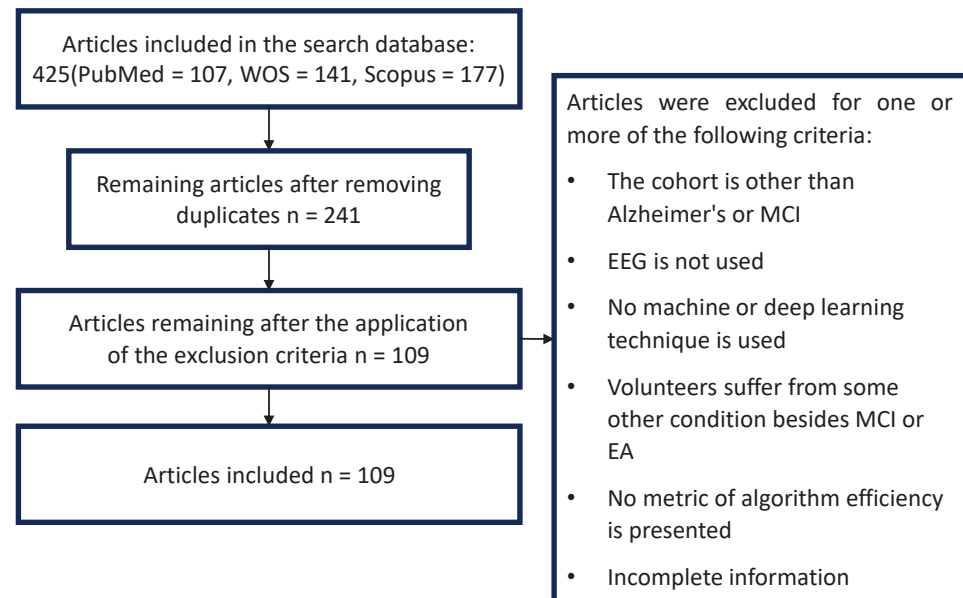 Articles included in the search database:
425(PubMed = 107, WOS = 141, Scopus = 177)
Remaining articles after removing
duplicates n = 241
Articles remaining after the application
of the exclusion criteria n = 109
Articles included n = 109
Articles were excluded for one or
more of the following criteria:
• The cohort is other than
Alzheimer's or MCI
• EEG is not used
• No machine or deep learning
technique is used
• Volunteers suffer from some
other condition besides MCI or
EA
• No metric of algorithm efficiency
is presented
• Incomplete information